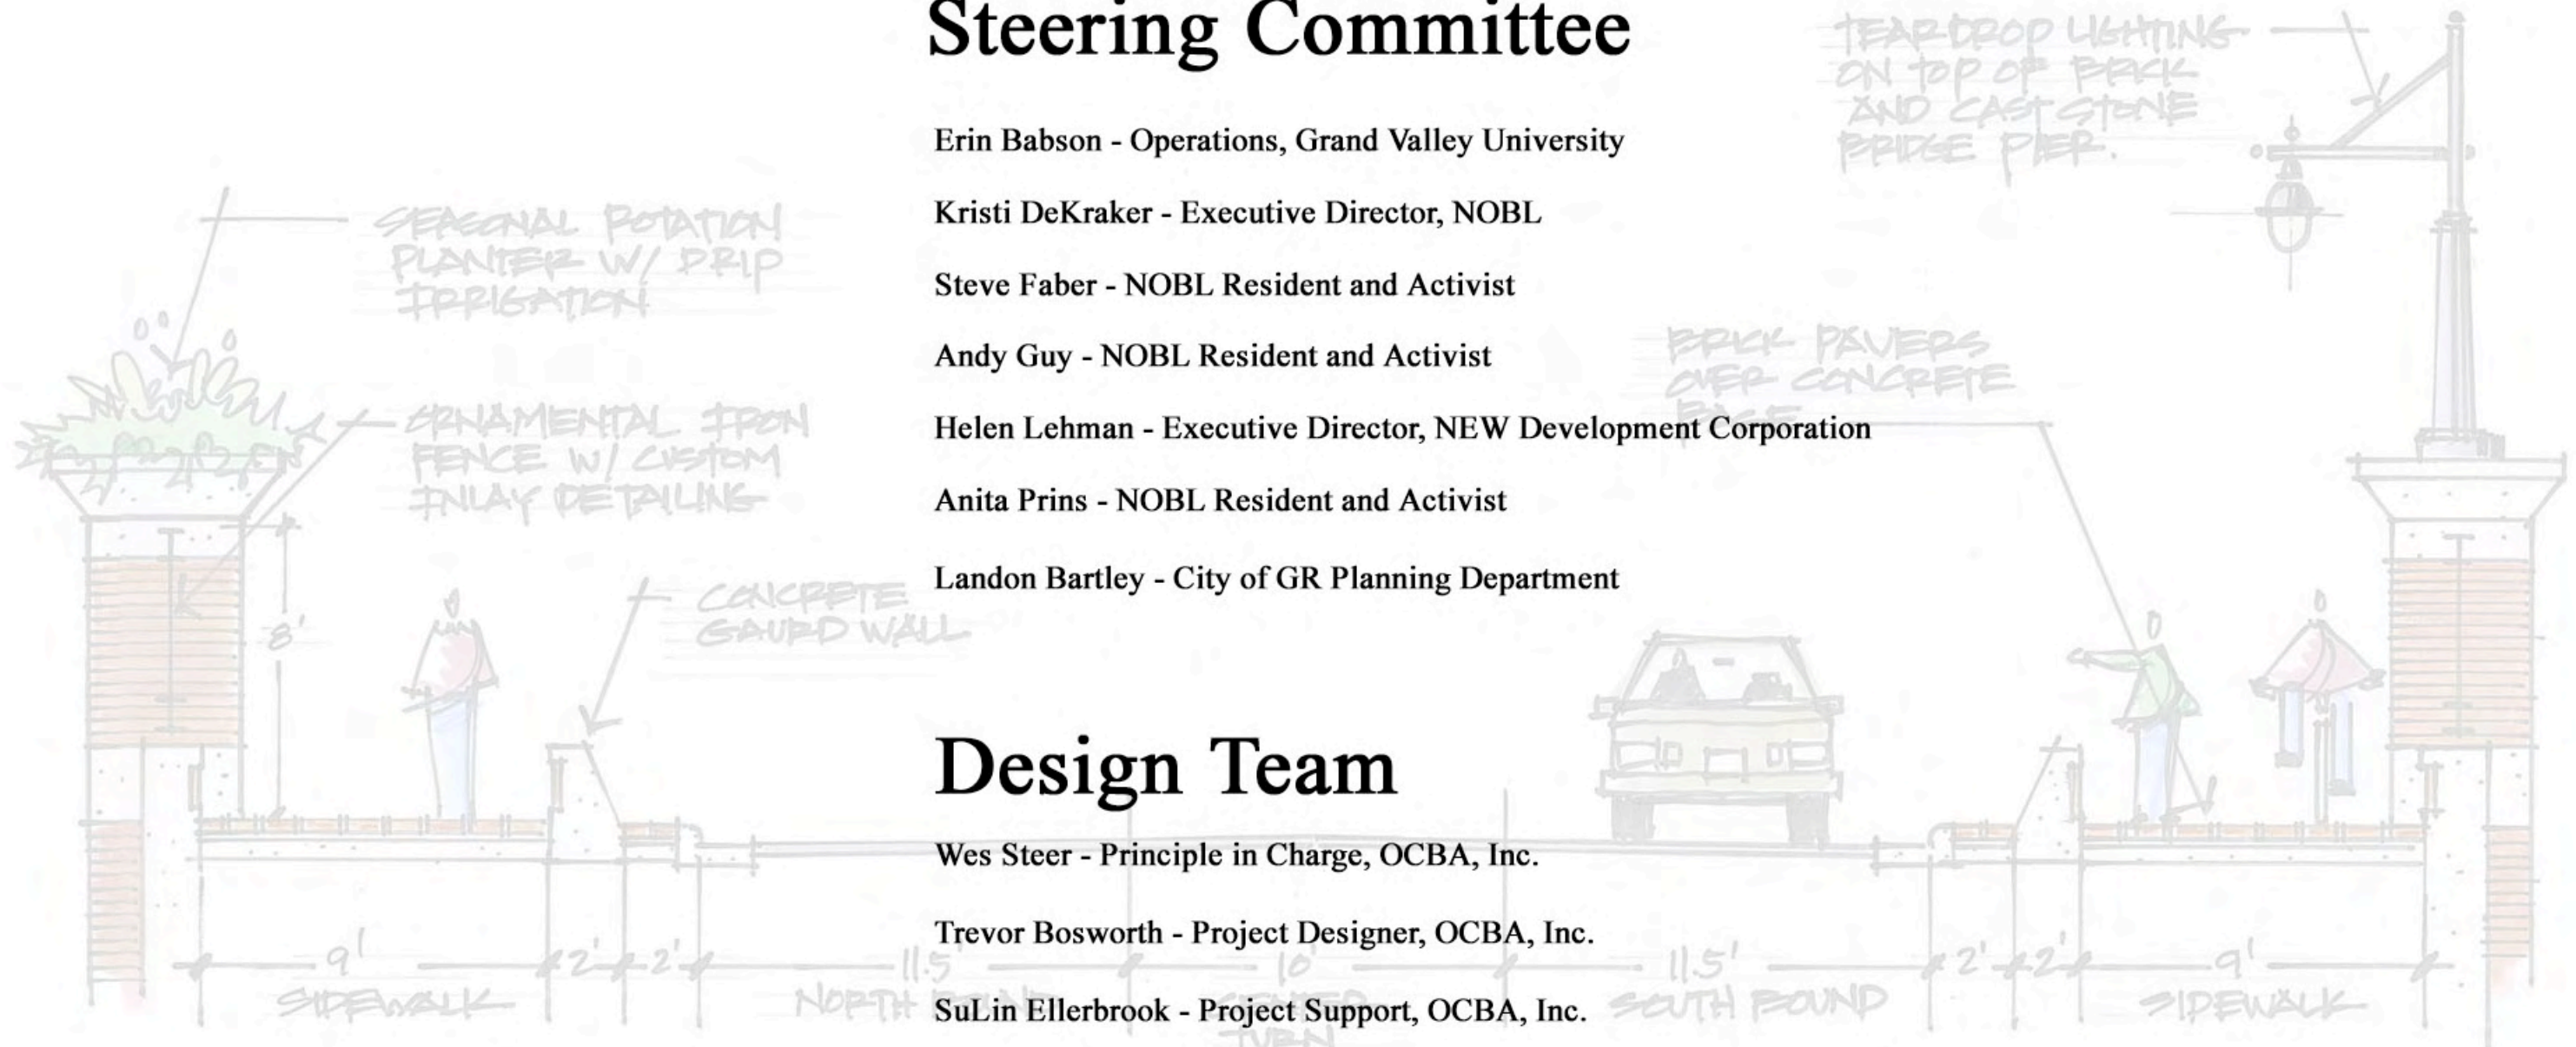 Steering Committee
Erin Babson - Operations, Grand Valley University
Kristi DeKraker - Executive Director, NOBL
Steve Faber - NOBL Resident and Activist
Andy Guy - NOBL Resident and Activist
Helen Lehman - Executive Director, NEW Development Corporation
Anita Prins - NOBL Resident and Activist
Landon Bartley - City of GR Planning Department
Design Team
Wes Steer - Principle in Charge, OCBA, Inc.
Trevor Bosworth - Project Designer, OCBA, Inc.
SuLin Ellerbrook - Project Support, OCBA, Inc.
SEASONAL ROTATION
PLANTER W/ DRIP
IRRIGATION
ORNAMENTAL IRON
FENCE W/ CUSTOM
INLAY DETAILING
8'
CONCRETE
GAURD WALL
TEARDROP LIGHTING
ON TOP OF BRICK
AND CAST STONE
BRIDGE PIER.
BRICK PAVERS
OVER CONCRETE
BASE
9' 2' 2' 11.5' 10' 11.5' 2' 2' 9'
SIDEWALK NORTH BOUND CENTER SOUTH BOUND SIDEWALK
TURN